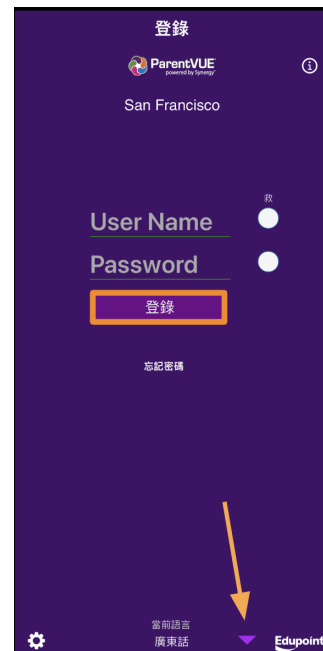 登錄
ParentVUE
powered by Synergy
San Francisco
救
User Name
Password
登錄
忘記密碼
當前語言
廣東話
Edupoint